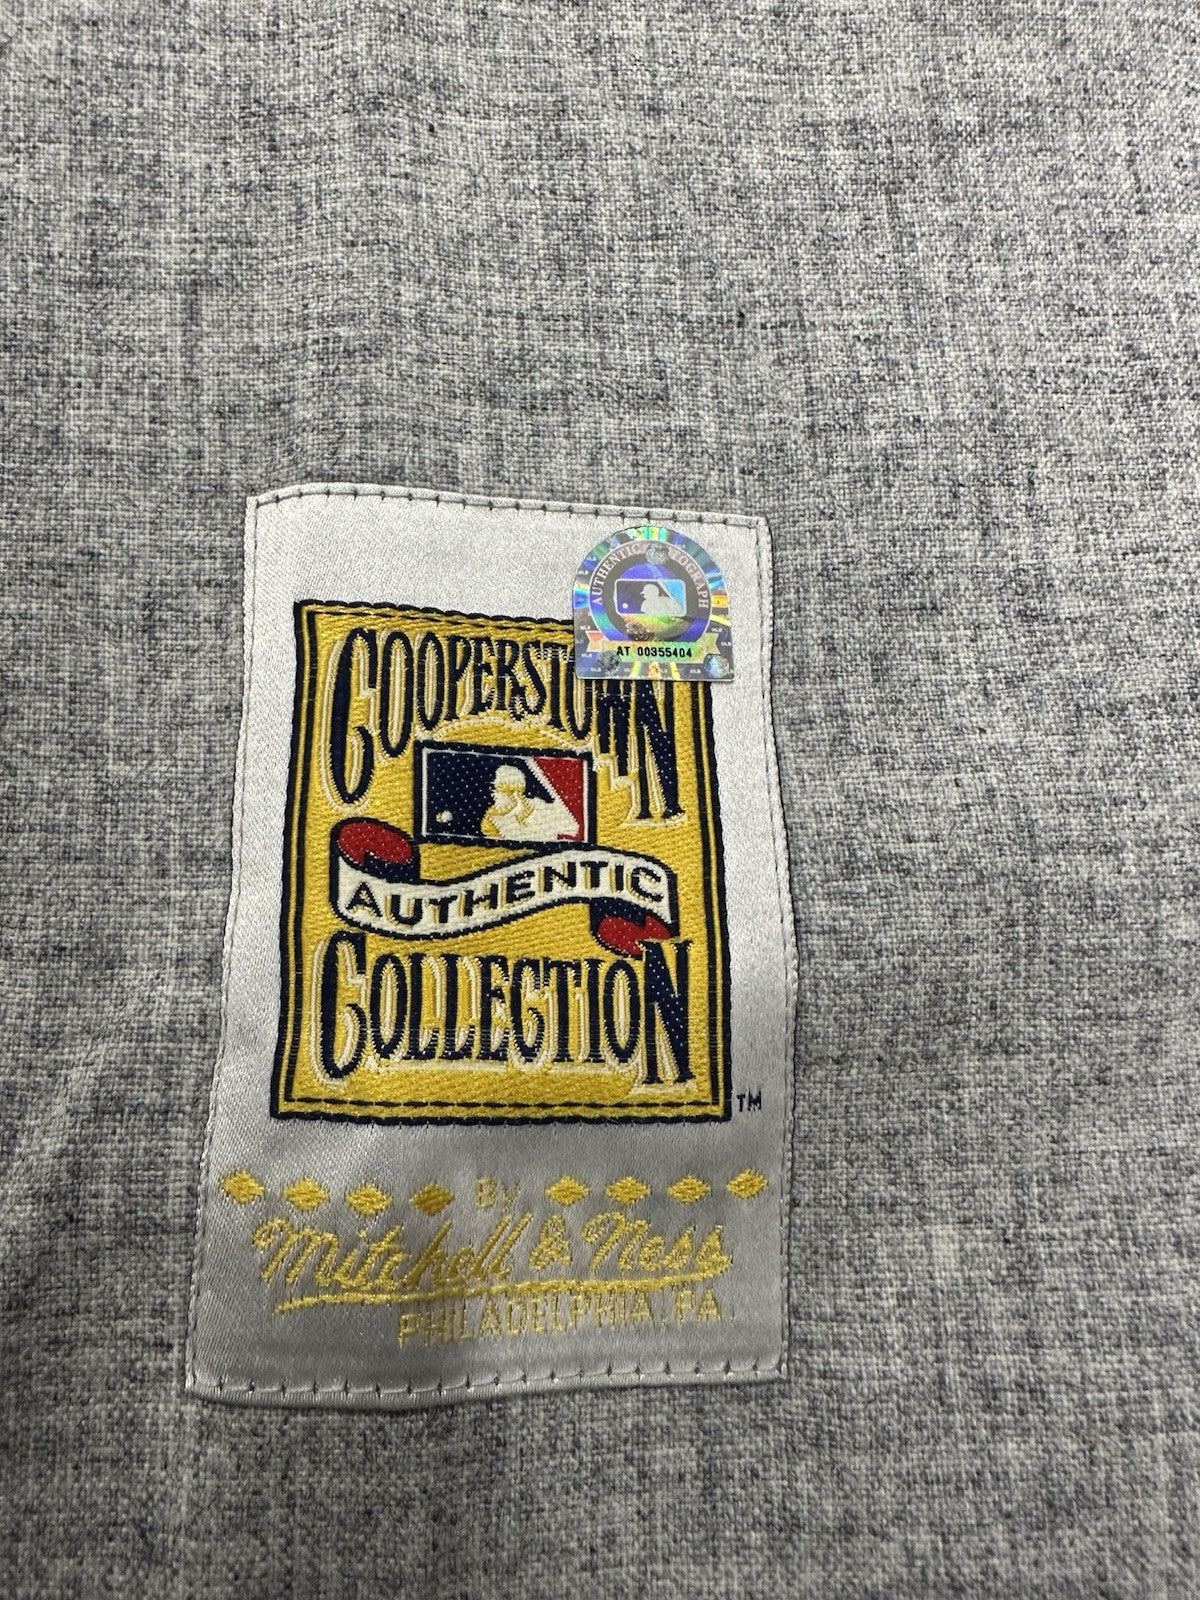 AUTHENTIC
AT 00355404
COOPERSTOWN
AUTHENTIC
COLLECTION
TM
By
Mitchell & Ness
PHILADELPHIA, PA.